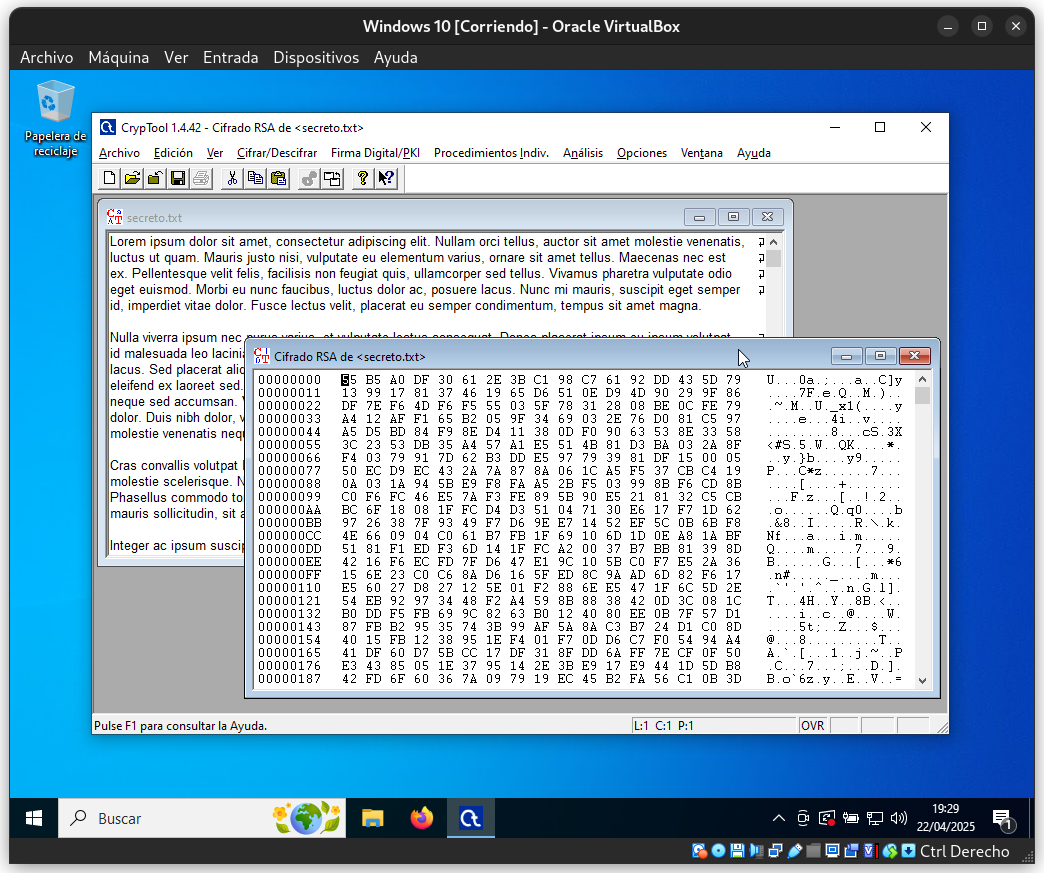 Windows 10 [Corriendo] - Oracle VirtualBox
Archivo Máquina Ver Entrada Dispositivos Ayuda
Papelera de
reciclaje
CrypTool 1.4.42 - Cifrado RSA de <secreto.txt>
Archivo Edición Ver Cifrar/Descifrar Firma Digital/PKI Procedimientos Indiv. Análisis Opciones Ventana Ayuda
secreto.txt
Lorem ipsum dolor sit amet, consectetur adipiscing elit. Nullam orci tellus, auctor sit amet molestie venenatis,
luctus ut quam. Mauris justo nisi, vulputate eu elementum varius, ornare sit amet tellus. Maecenas nec est
ex. Pellentesque velit felis, facilisis non feugiat quis, ullamcorper sed tellus. Vivamus pharetra vulputate odio
eget euismod. Morbi eu nunc faucibus, luctus dolor ac, posuere lacus. Nunc mi mauris, suscipit eget semper
id, imperdiet vitae dolor. Fusce lectus velit, placerat eu semper condimentum, tempus sit amet magna.
Nulla viverra ipsum nec purus varius, et vulputate lectus consequat. Donec placerat ipsum eu ipsum volutpat
id malesuada leo lacini
lacus. Sed placerat ali
eleifend ex laoreet sed.
neque sed accumsan.
dolor. Duis nibh dolor,
molestie venenatis neq
Cras convallis volutpat
molestie scelerisque. N
Phasellus commodo to
mauris sollicitudin, sit a
Integer ac ipsum suscip
Cifrado RSA de <secreto.txt>
00000000 55 B5 A0 DF 30 61 2E 3B C1 98 C7 61 92 DD 43 5D 79 U...0a.;...a..C]y
00000011 13 99 17 81 37 46 19 65 D6 51 0E D9 4D 90 29 9F 86 ....7F.e.Q..M.)..
00000022 DF 7E F6 4D F6 F5 55 03 5F 78 31 28 08 BE 0C FE 79 .~.M..U._x1(....y
00000033 A4 12 AF F1 65 B2 05 9F 34 69 03 2E 76 D0 81 C5 97 ....e...4i..v....
00000044 A5 D5 BD 84 F9 8E D4 11 38 0D F0 90 63 53 8E 33 58 ........8...cS.3X
00000055 3C 23 53 DB 35 A4 57 A1 E5 51 4B 81 D3 BA 03 2A 8F <#S.5.W..QK....*.
00000066 F4 03 79 91 7D 62 B3 DD E5 97 79 39 81 DF 15 00 05 ..y.}b....y9.....
00000077 50 EC D9 EC 43 2A 7A 87 8A 06 1C A5 F5 37 CB C4 19 P...C*z......7...
00000088 0A 03 1A 94 5B E9 F8 FA A5 2B F5 03 99 8B F6 CD 8B ....[....+.......
00000099 C0 F6 FC 46 E5 7A F3 FE 89 5B 90 E5 21 81 32 C5 CB ...F.z...[..!.2..
000000AA BC 6F 18 08 1F FC D4 D3 51 04 71 30 E6 17 F7 1D 62 .o......Q.q0....b
000000BB 97 26 38 7F 93 49 F7 D6 9E E7 14 52 EF 5C 0B 6B F8 .&8..I.....R.\.k.
000000CC 4E 66 09 04 C0 61 B7 FB 1F 69 10 6D 1D 0E A8 1A BF Nf...a...i.m.....
000000DD 51 81 F1 ED F3 6D 14 1F FC A2 00 37 B7 BB 81 39 8D Q....m.....7...9.
000000EE 42 16 F6 EC FD 7F D6 47 E1 9C 10 5B C0 F7 E5 2A 36 B......G...[...*6
000000FF 15 6E 23 C0 C6 8A D6 16 5F ED 8C 9A AD 6D 82 F6 17 .n#....._....m...
00000110 E5 60 27 D8 27 12 5E 01 F2 88 6E E5 47 1F 6C 5D 2E .`'.'.^...n.G.l].
00000121 54 EB 92 97 34 48 F2 A4 59 8B 88 38 42 0D 3C 08 1C T...4H..Y..8B.<..
00000132 B0 DD F5 FB 69 9C 82 63 B0 12 40 80 EE 0B 7F 57 D1 ....i..c..@....W.
00000143 87 FB B2 95 35 74 3B 99 AF 5A 8A C3 B7 24 D1 C0 8D ....5t;..Z...$...
00000154 40 15 FB 12 38 95 1E F4 01 F7 0D D6 C7 F0 54 94 A4 @...8.........T..
00000165 41 DF 60 D7 5B CC 17 DF 31 8F DD 6A FF 7E CF 0F 50 A.`.[...1..j.~..P
00000176 E3 43 85 05 1E 37 95 14 2E 3B E9 17 E9 44 1D 5D B8 .C...7...;...D.].
00000187 42 FD 6F 60 36 7A 09 79 19 EC 45 B2 FA 56 C1 0B 3D B.o`6z.y..E..V..=
Pulse F1 para consultar la Ayuda.
L:1 C:1 P:1
OVR
Buscar
19:29
22/04/2025
1
Ctrl Derecho